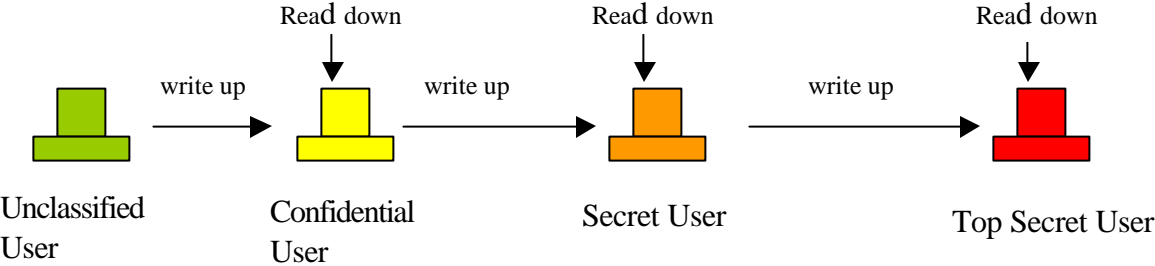 Read down
Read down
Read down
write up
write up
write up
Unclassified
User
Confidential
User
Secret User
Top Secret User